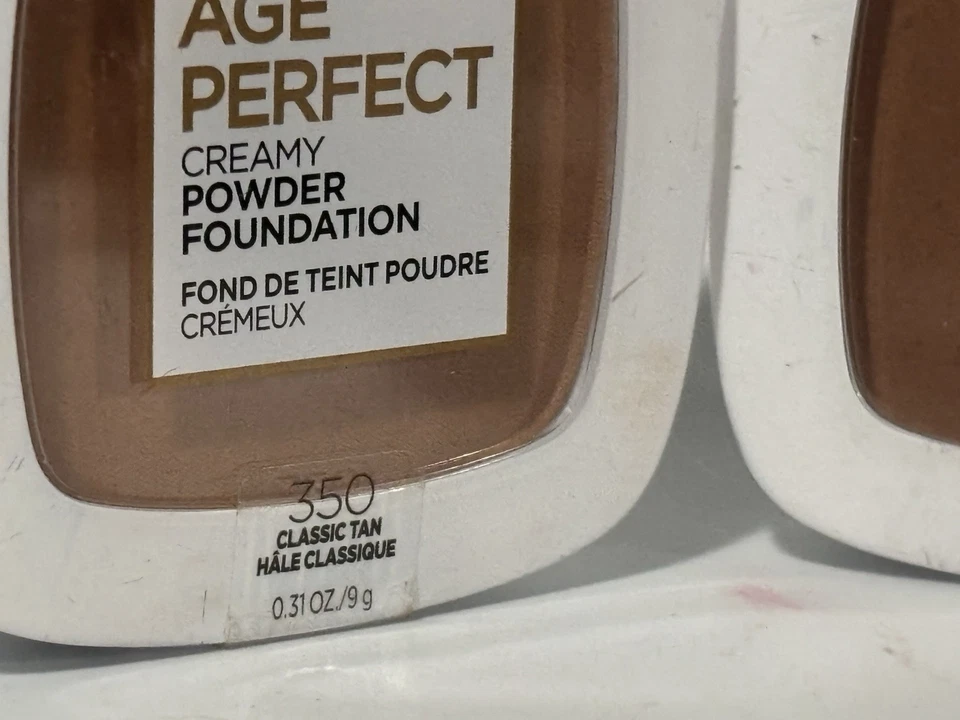 AGE
PERFECT
CREAMY
POWDER
FOUNDATION
FOND DE TEINT POUDRE
CRÉMEUX
350
CLASSIC TAN
HÂLE CLASSIQUE
0.31 OZ./9 g